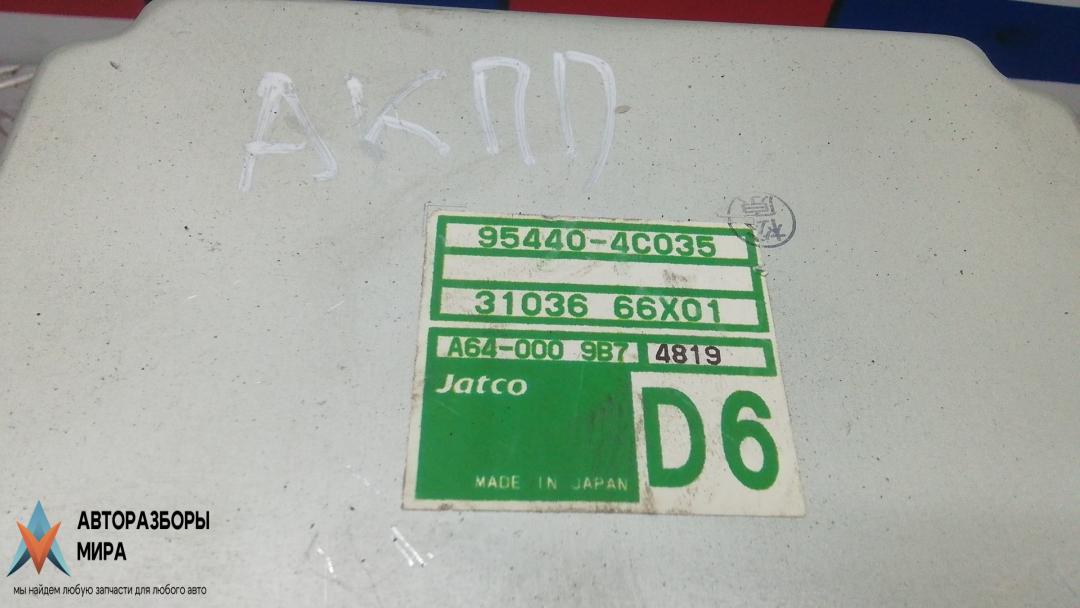 АКПП
95440-4C035
31036 66X01
A64-000 9B7 4819
Jatco
D6
MADE IN JAPAN
АВТОРАЗБОРЫ
МИРА
мы найдем любую запчасти для любого авто